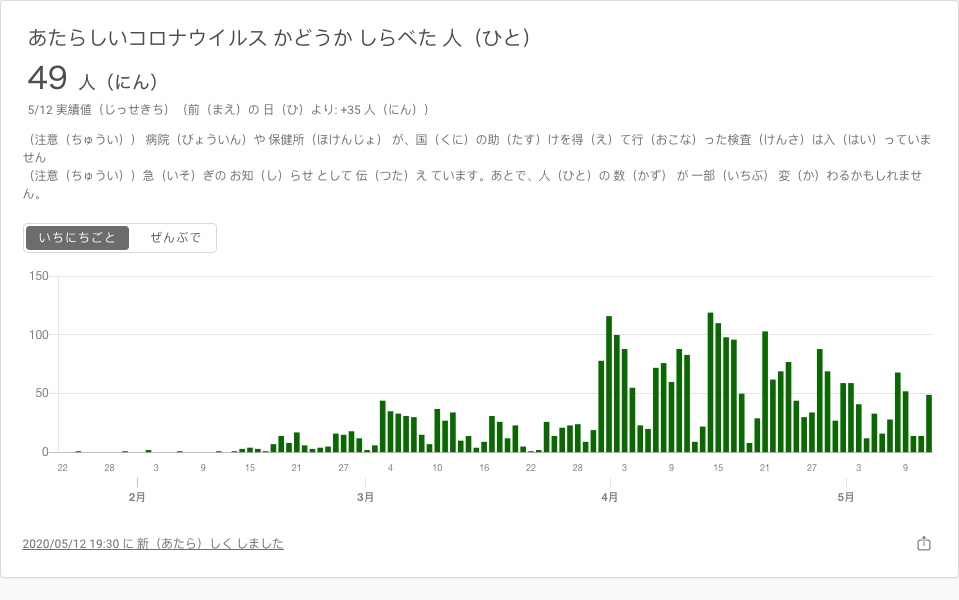 あたらしいコロナウイルス かどうか しらべた 人（ひと）
49 人（にん）
5/12 実績値（じっせきち）（前（まえ）の 日（ひ）より: +35 人（にん））
（注意（ちゅうい）） 病院（びょういん）や 保健所（ほけんじょ） が、国（くに）の助（たす）けを得（え）て行（おこな）った検査（けんさ）は入（はい）っていま
せん
（注意（ちゅうい））急（いそ）ぎの お知（し）らせ として 伝（つた）え ています。あとで、人（ひと）の 数（かず） が 一部（いちぶ） 変（か）わるかもしれませ
ん。
いちにちごと ぜんぶで
150
100
50
0
22 28 3 9 15 21 27 4 10 16 22 28 3 9 15 21 27 3 9
2月 3月 4月 5月
2020/05/12 19:30 に 新（あたら）しく しました